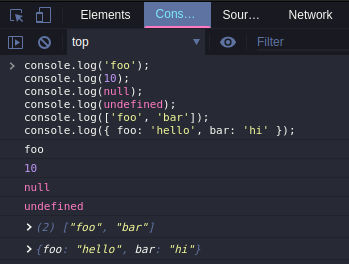 Elements Cons… Sour… Network
top Filter
console.log('foo');
console.log(10);
console.log(null);
console.log(undefined);
console.log(['foo', 'bar']);
console.log({ foo: 'hello', bar: 'hi' });
foo
10
null
undefined
(2) ["foo", "bar"]
{foo: "hello", bar: "hi"}